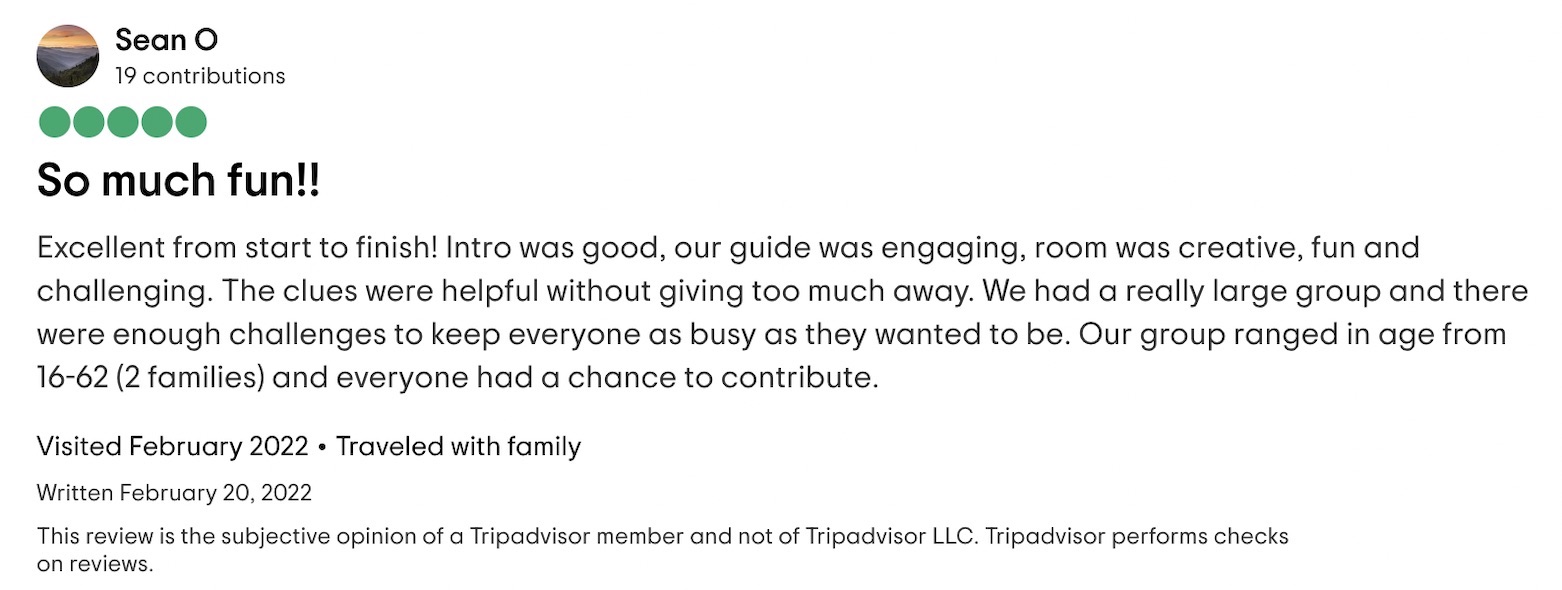 Sean O
19 contributions
So much fun!!
Excellent from start to finish! Intro was good, our guide was engaging, room was creative, fun and
challenging. The clues were helpful without giving too much away. We had a really large group and there
were enough challenges to keep everyone as busy as they wanted to be. Our group ranged in age from
16-62 (2 families) and everyone had a chance to contribute.
Visited February 2022 • Traveled with family
Written February 20, 2022
This review is the subjective opinion of a Tripadvisor member and not of Tripadvisor LLC. Tripadvisor performs checks
on reviews.